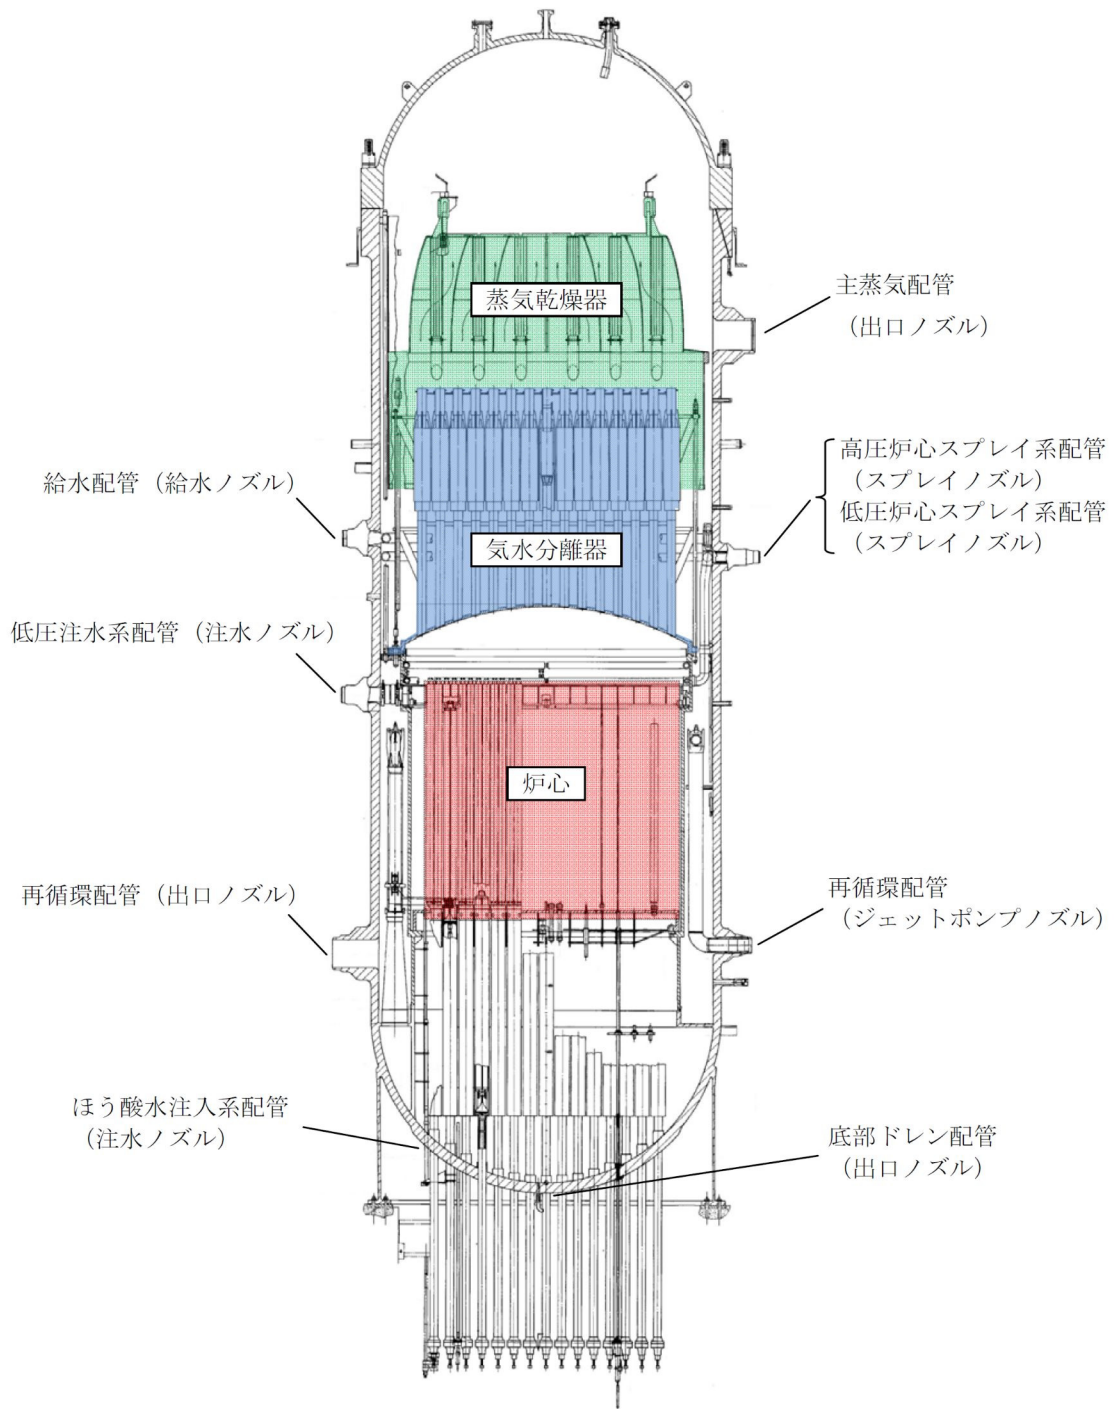 蒸気乾燥器
主蒸気配管
（出口ノズル）
高圧炉心スプレイ系配管
（スプレイノズル）
低圧炉心スプレイ系配管
（スプレイノズル）
給水配管（給水ノズル）
気水分離器
低圧注水系配管（注水ノズル）
炉心
再循環配管（出口ノズル）
再循環配管
（ジェットポンプノズル）
ほう酸水注入系配管
（注水ノズル）
底部ドレン配管
（出口ノズル）